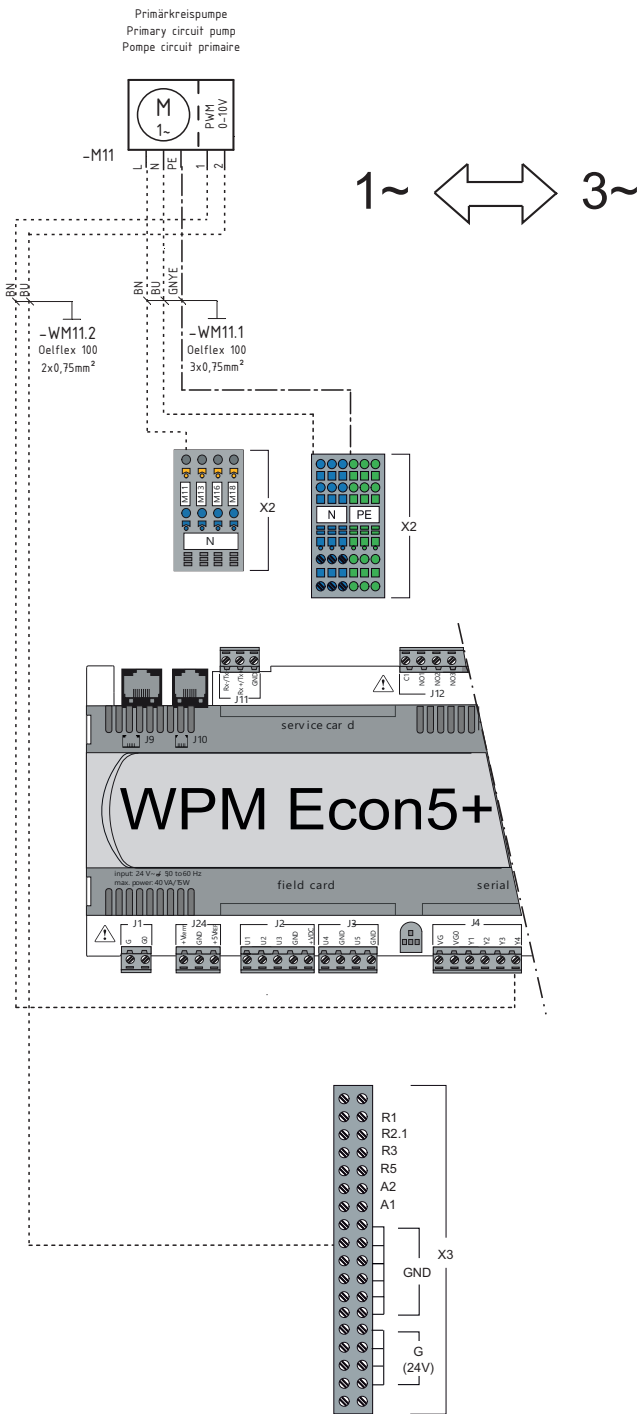 Primärkreispumpe
Primary circuit pump
Pompe circuit primaire
M
1~
PWM
0-10V
-M11
L
N
PE
1
2
1~
3~
BN
BU
BN
BU
GNYE
-WM11.2
Oelflex 100
2x0,75mm²
-WM11.1
Oelflex 100
3x0,75mm²
M11
M13
M16
M18
N
X2
N
PE
X2
Rx-/Tx-
Rx+/Tx+
GND
J11
C1
NO1
NO2
NO3
J12
J9
J10
service card
WPM Econ5+
input: 24 V~ 50 to 60 Hz
max. power: 40 VA/15W
field card
serial
J1
G
G0
J24
+Vterm
GND
+5Vref
J2
U1
U2
U3
GND
+VDC
J3
U4
GND
U5
GND
J4
VG
VG0
Y1
Y2
Y3
Y4
R1
R2.1
R3
R5
A2
A1
GND
X3
G
(24V)